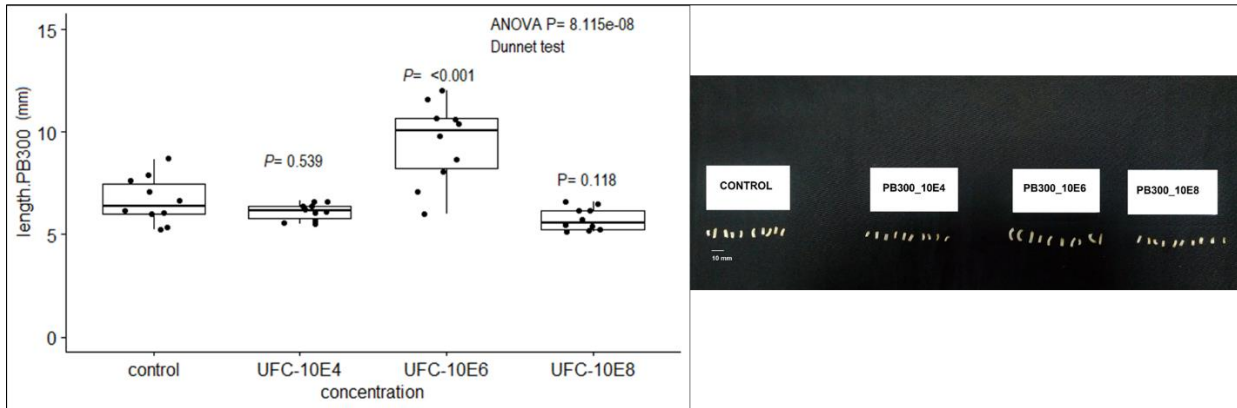 ANOVA P= 8.115e-08
Dunnet test
15
P= <0.001
10
P= 0.539
P= 0.118
5
0
length.PB300 (mm)
control
UFC-10E4
UFC-10E6
UFC-10E8
concentration
CONTROL
PB300_10E4
PB300_10E6
PB300_10E8
10 mm